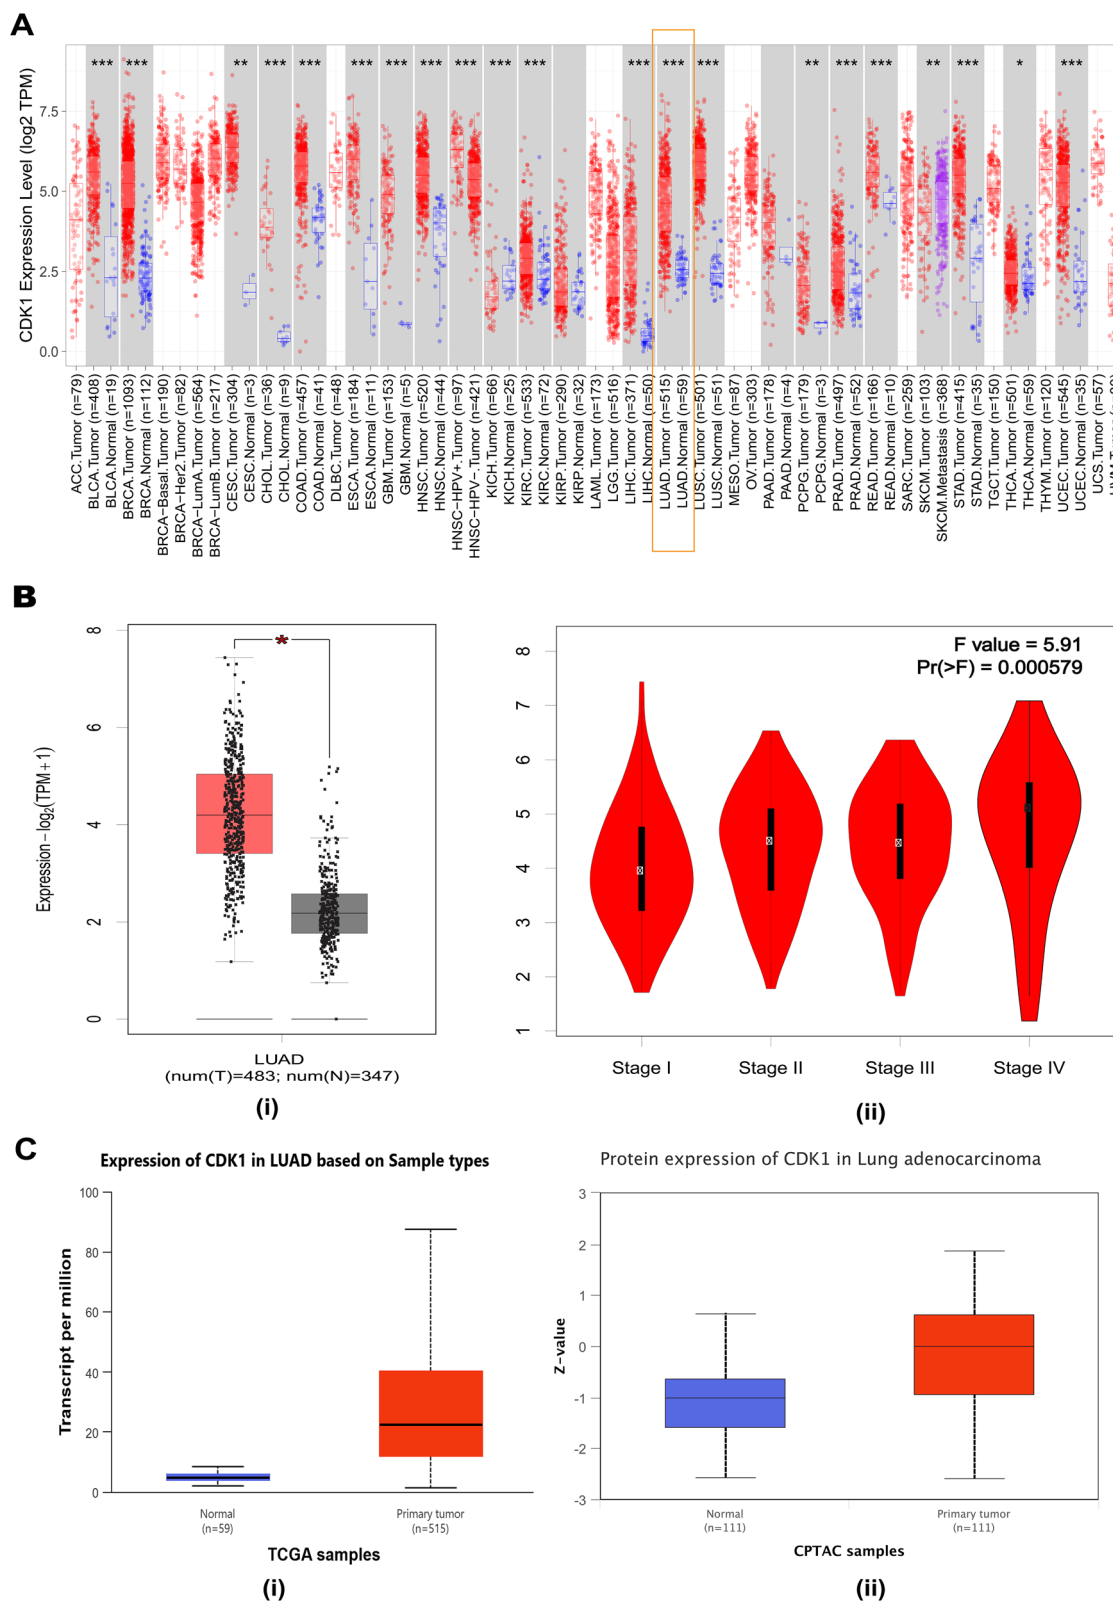 A
CDK1 Expression Level (log2 TPM)
7.5
5.0
2.5
0.0
*** *** ** *** *** *** *** *** *** *** *** *** *** *** ** *** *** ** *** * ***
ACC.Tumor (n=79)
BLCA.Tumor (n=408)
BLCA.Normal (n=19)
BRCA.Tumor (n=1093)
BRCA.Normal (n=112)
BRCA-Basal.Tumor (n=190)
BRCA-Her2.Tumor (n=82)
BRCA-LumA.Tumor (n=564)
BRCA-LumB.Tumor (n=217)
CESC.Tumor (n=304)
CESC.Normal (n=3)
CHOL.Tumor (n=36)
CHOL.Normal (n=9)
COAD.Tumor (n=457)
COAD.Normal (n=41)
DLBC.Tumor (n=48)
ESCA.Tumor (n=184)
ESCA.Normal (n=11)
GBM.Tumor (n=153)
GBM.Normal (n=5)
HNSC.Tumor (n=520)
HNSC.Normal (n=44)
HNSC-HPV+.Tumor (n=97)
HNSC-HPV-.Tumor (n=421)
KICH.Tumor (n=66)
KICH.Normal (n=25)
KIRC.Tumor (n=533)
KIRC.Normal (n=72)
KIRP.Tumor (n=290)
KIRP.Normal (n=32)
LAML.Tumor (n=173)
LGG.Tumor (n=516)
LIHC.Tumor (n=371)
LIHC.Normal (n=50)
LUAD.Tumor (n=515)
LUAD.Normal (n=59)
LUSC.Tumor (n=501)
LUSC.Normal (n=51)
MESO.Tumor (n=87)
OV.Tumor (n=303)
PAAD.Tumor (n=178)
PAAD.Normal (n=4)
PCPG.Tumor (n=179)
PCPG.Normal (n=3)
PRAD.Tumor (n=497)
PRAD.Normal (n=52)
READ.Tumor (n=166)
READ.Normal (n=10)
SARC.Tumor (n=259)
SKCM.Tumor (n=103)
SKCM.Metastasis (n=368)
STAD.Tumor (n=415)
STAD.Normal (n=35)
TGCT.Tumor (n=150)
THCA.Tumor (n=501)
THCA.Normal (n=59)
THYM.Tumor (n=120)
UCEC.Tumor (n=545)
UCEC.Normal (n=35)
UCS.Tumor (n=57)
B
Expression − log2(TPM + 1)
8
6
4
2
0
*
LUAD
(num(T)=483; num(N)=347)
(i)
F value = 5.91
Pr(>F) = 0.000579
8
7
6
5
4
3
2
1
Stage I
Stage II
Stage III
Stage IV
(ii)
C
Expression of CDK1 in LUAD based on Sample types
Transcript per million
100
80
60
40
20
0
Normal
(n=59)
Primary tumor
(n=515)
TCGA samples
(i)
Protein expression of CDK1 in Lung adenocarcinoma
Z-value
3
2
1
0
-1
-2
-3
Normal
(n=111)
Primary tumor
(n=111)
CPTAC samples
(ii)